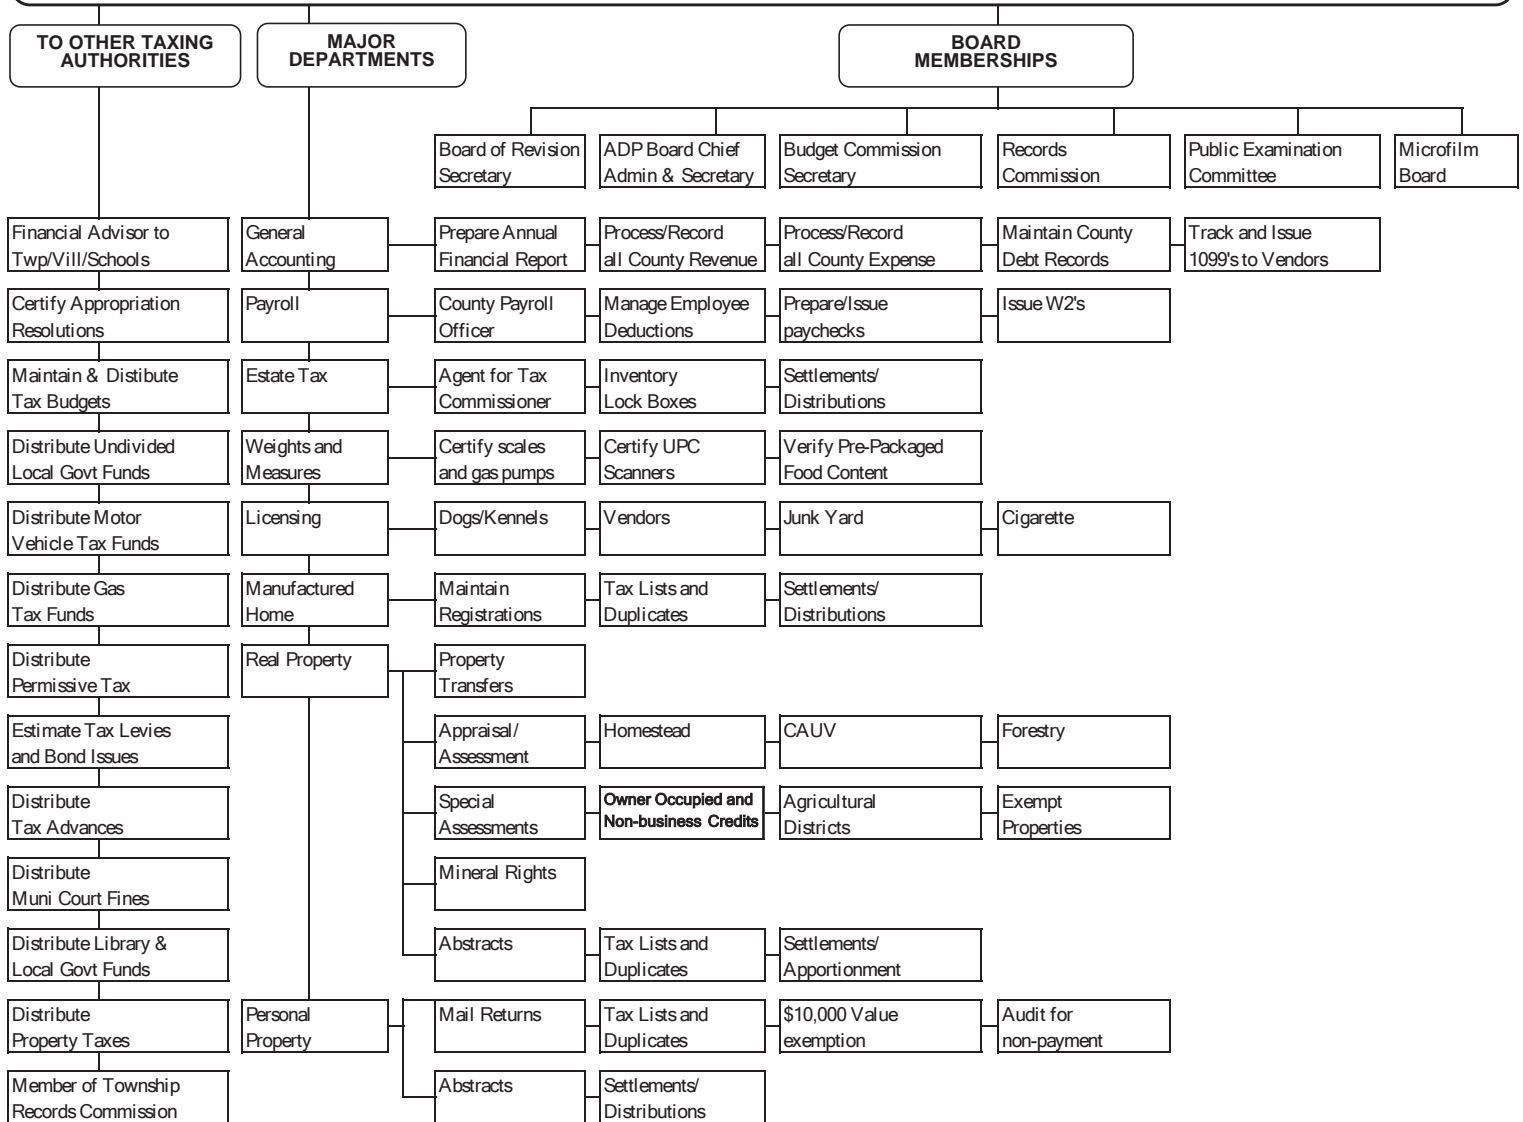 TO OTHER TAXING
AUTHORITIES
MAJOR
DEPARTMENTS
BOARD
MEMBERSHIPS
Board of Revision
Secretary
ADP Board Chief
Admin & Secretary
Budget Commission
Secretary
Records
Commission
Public Examination
Committee
Microfilm
Board
Financial Advisor to
Twp/Vill/Schools
General
Accounting
Prepare Annual
Financial Report
Process/Record
all County Revenue
Process/Record
all County Expense
Maintain County
Debt Records
Track and Issue
1099's to Vendors
Certify Appropriation
Resolutions
Payroll
County Payroll
Officer
Manage Employee
Deductions
Prepare/Issue
paychecks
Issue W2's
Maintain & Distibute
Tax Budgets
Estate Tax
Agent for Tax
Commissioner
Inventory
Lock Boxes
Settlements/
Distributions
Distribute Undivided
Local Govt Funds
Weights and
Measures
Certify scales
and gas pumps
Certify UPC
Scanners
Verify Pre-Packaged
Food Content
Distribute Motor
Vehicle Tax Funds
Licensing
Dogs/Kennels
Vendors
Junk Yard
Cigarette
Distribute Gas
Tax Funds
Manufactured
Home
Maintain
Registrations
Tax Lists and
Duplicates
Settlements/
Distributions
Distribute
Permissive Tax
Real Property
Property
Transfers
Estimate Tax Levies
and Bond Issues
Appraisal/
Assessment
Homestead
CAUV
Forestry
Distribute
Tax Advances
Special
Assessments
Owner Occupied and
Non-business Credits
Agricultural
Districts
Exempt
Properties
Distribute
Muni Court Fines
Mineral Rights
Distribute Library &
Local Govt Funds
Abstracts
Tax Lists and
Duplicates
Settlements/
Apportionment
Distribute
Property Taxes
Personal
Property
Mail Returns
Tax Lists and
Duplicates
$10,000 Value
exemption
Audit for
non-payment
Member of Township
Records Commission
Abstracts
Settlements/
Distributions